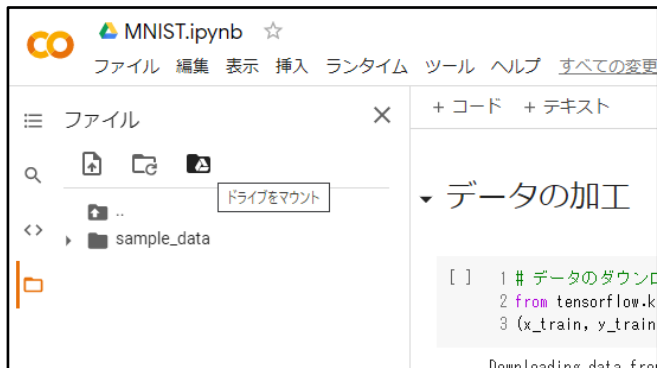 MNIST.ipynb
ファイル 編集 表示 挿入 ランタイム ツール ヘルプ すべての変更
ファイル
+ コード + テキスト
ドライブをマウント
..
sample_data
データの加工
[ ] 1 # データのダウンロ
2 from tensorflow.k
3 (x_train, y_train
Downloading data from